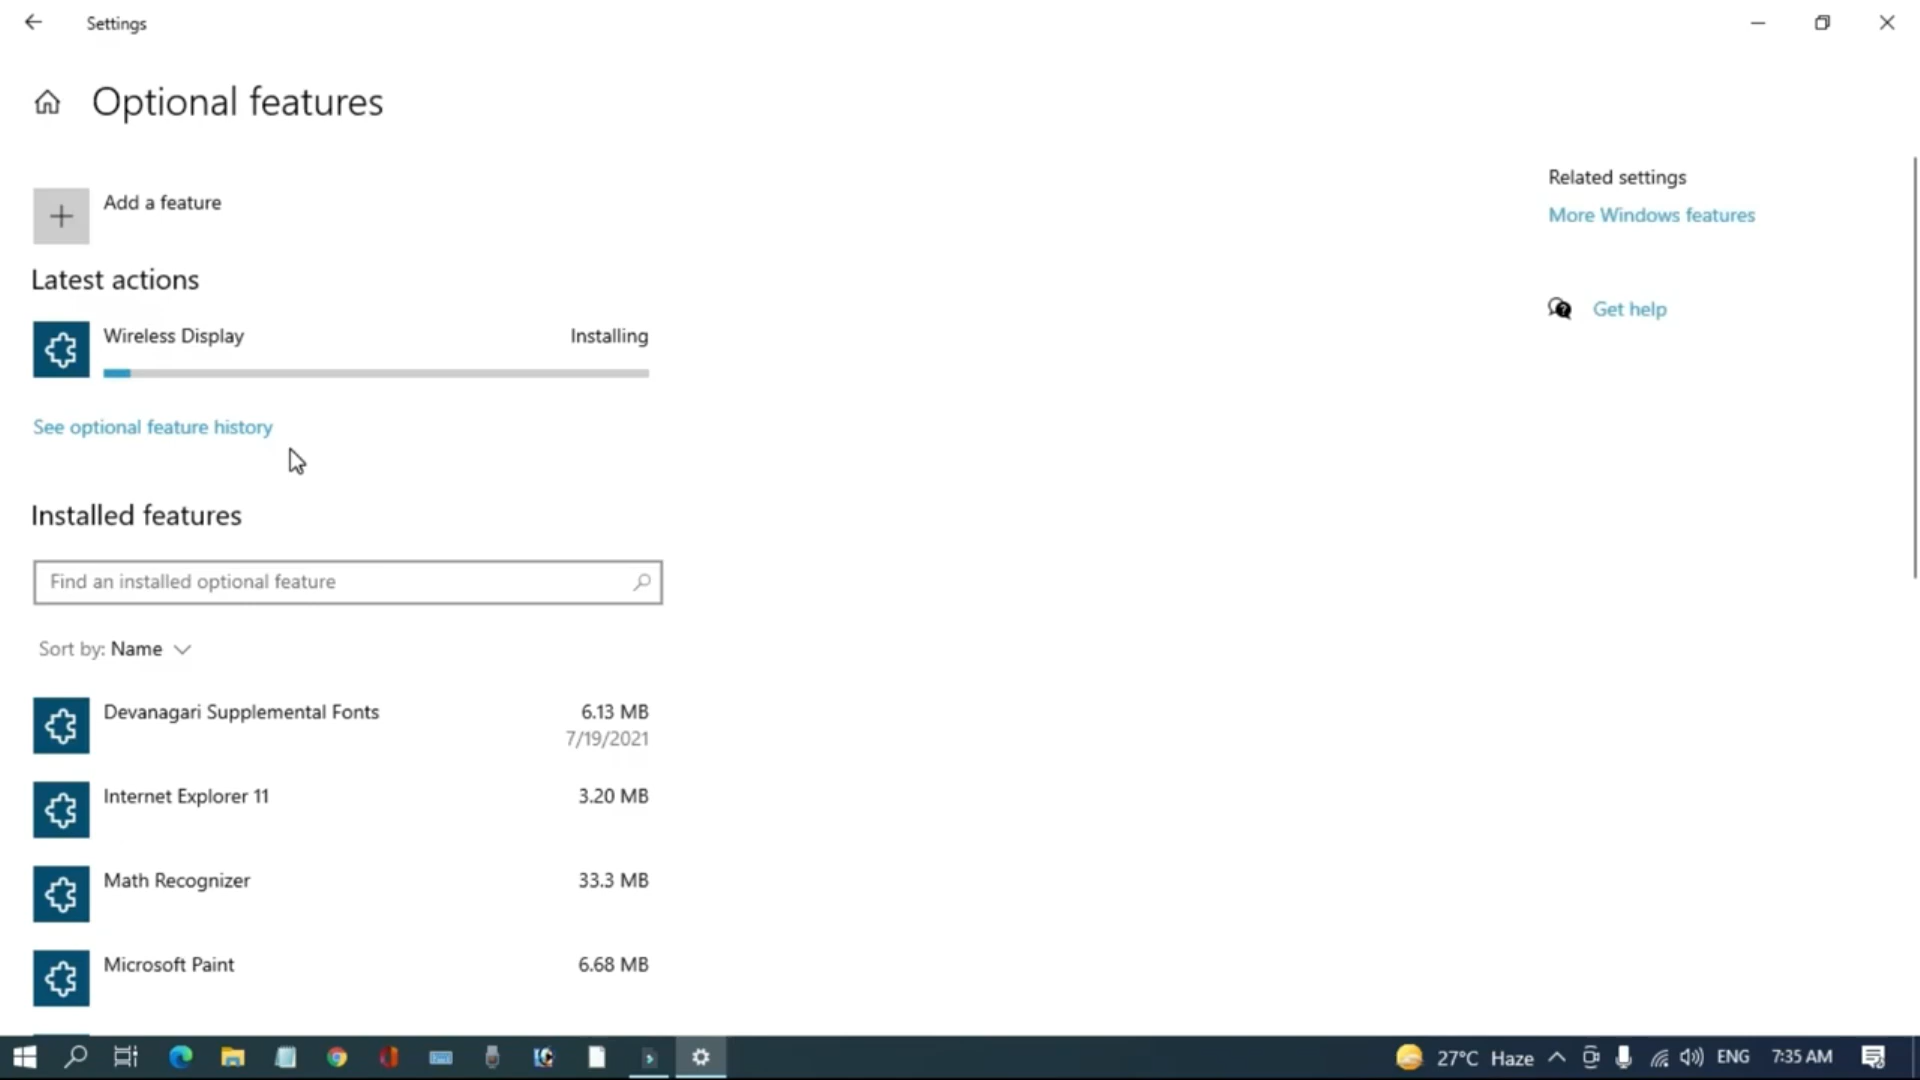 Settings
Optional features
Add a feature
Latest actions
Wireless Display Installing
See optional feature history
Installed features
Find an installed optional feature
Sort by: Name
Devanagari Supplemental Fonts 6.13 MB
7/19/2021
Internet Explorer 11 3.20 MB
Math Recognizer 33.3 MB
Microsoft Paint 6.68 MB
Related settings
More Windows features
Get help
27°C Haze ENG 7:35 AM